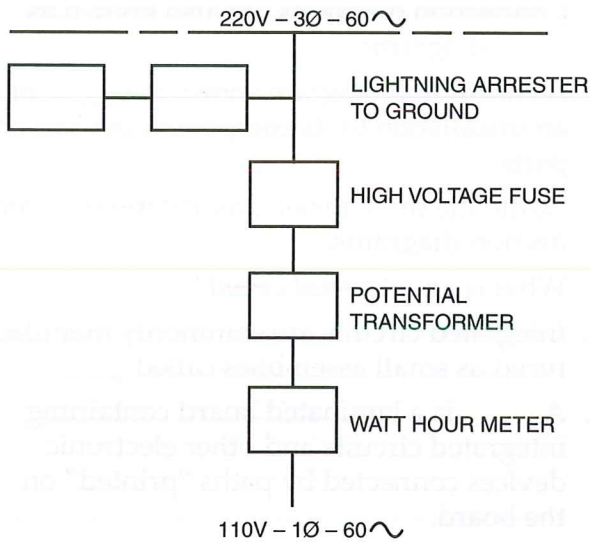 220V – 3Ø – 60∿
LIGHTNING ARRESTER
TO GROUND
HIGH VOLTAGE FUSE
POTENTIAL
TRANSFORMER
WATT HOUR METER
110V – 1Ø – 60∿